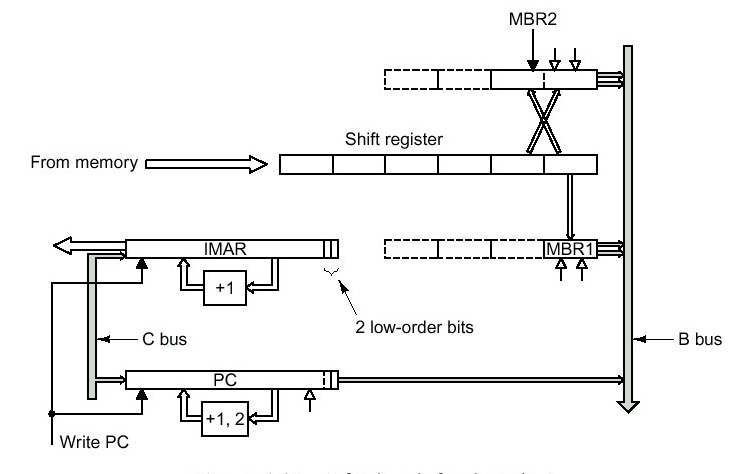 MBR2
Shift register
From memory
IMAR
MBR1
+1
2 low-order bits
C bus
B bus
PC
+1, 2
Write PC